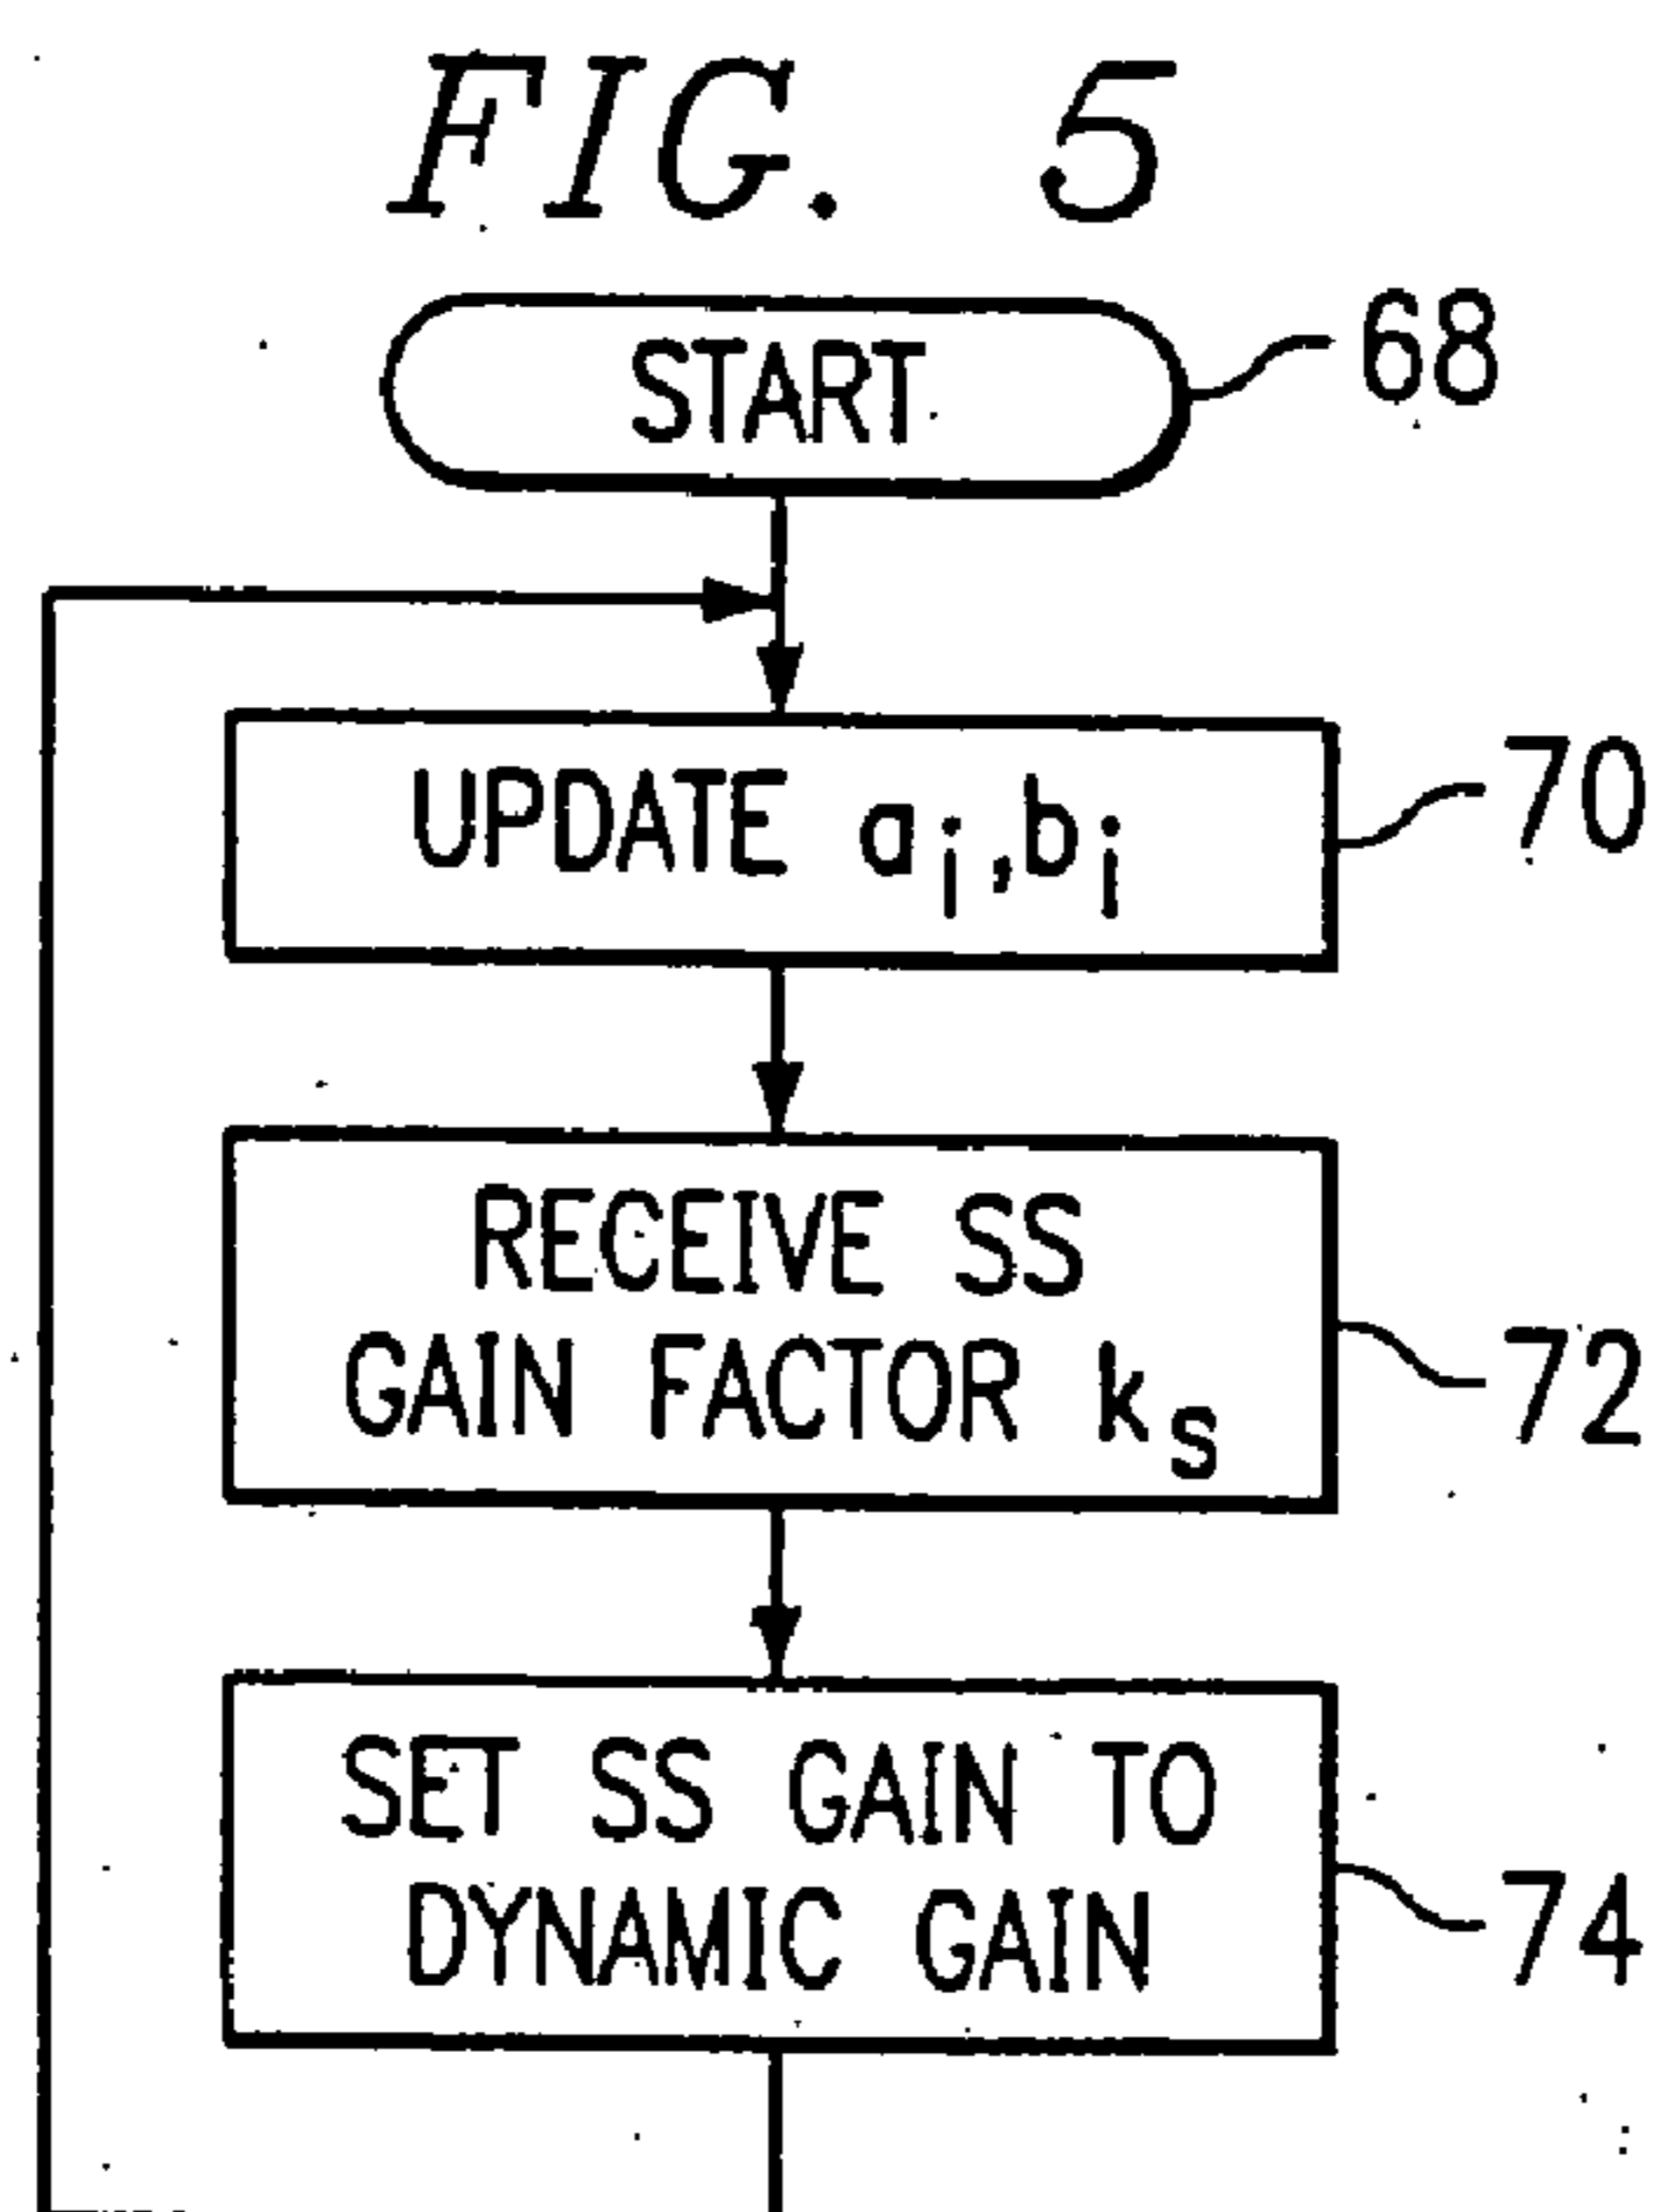 FIG. 5
START
68
UPDATE aᵢ,bᵢ
70
RECEIVE SS
GAIN FACTOR kₛ
72
SET SS GAIN TO
DYNAMIC GAIN
74